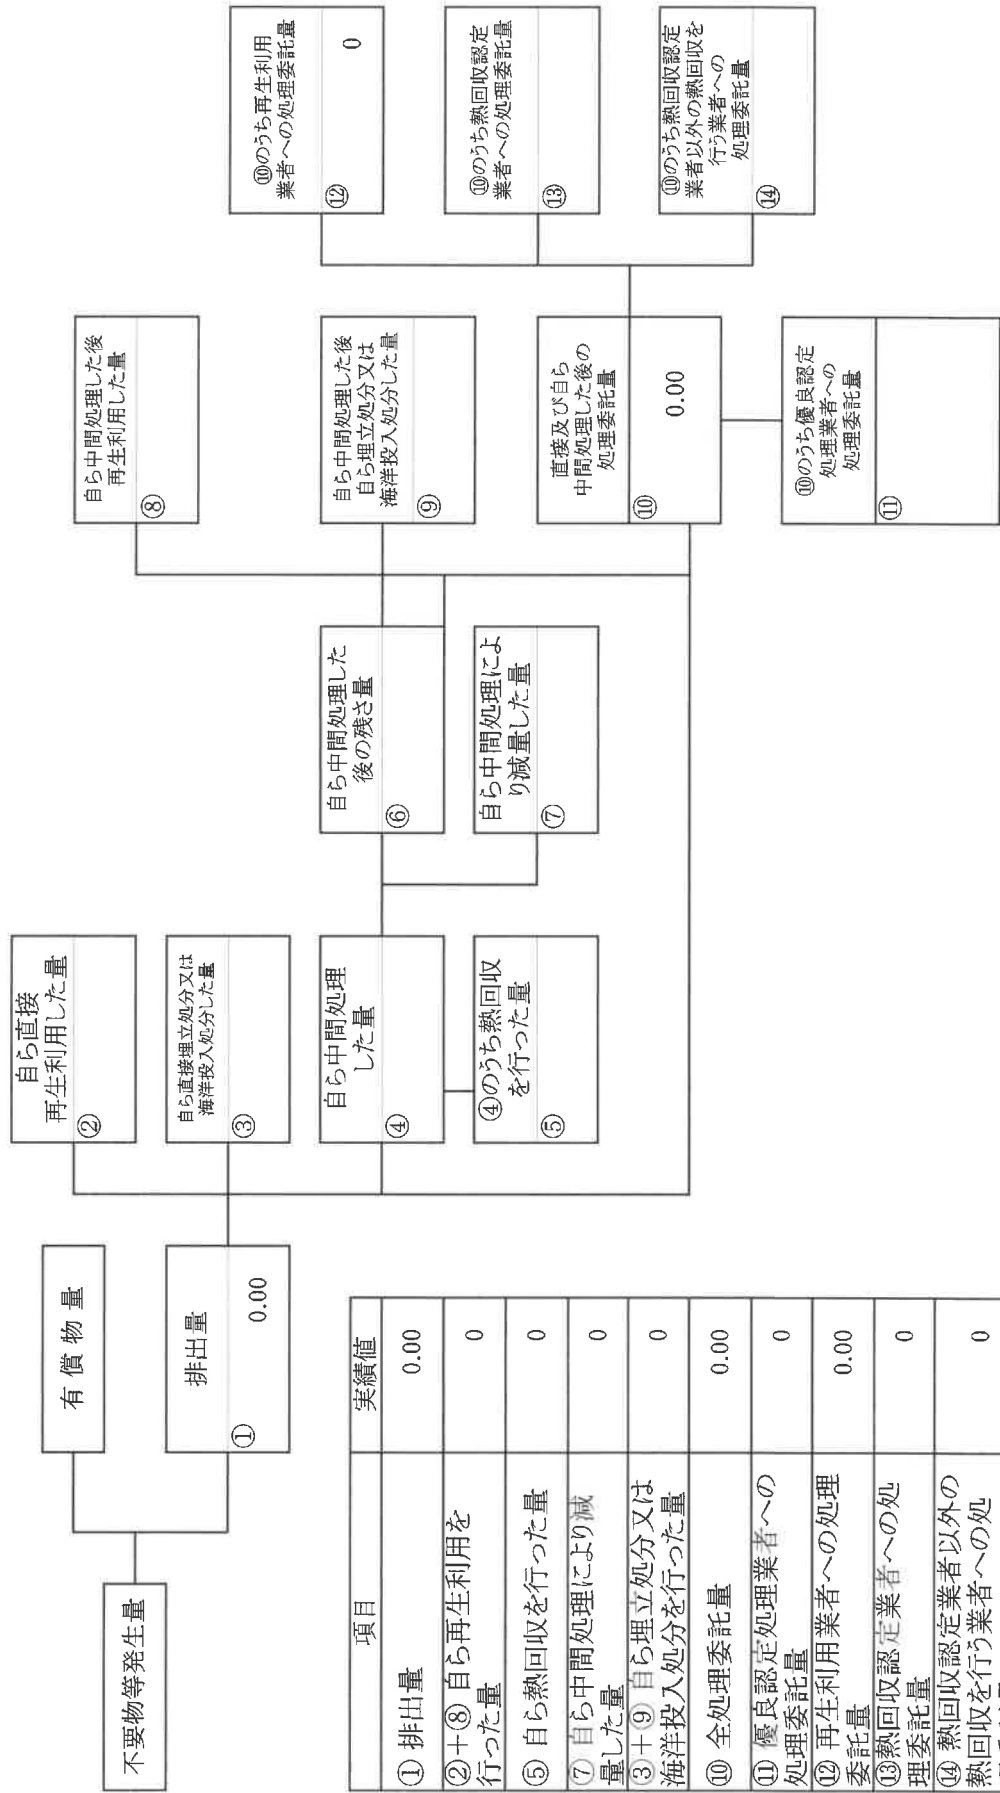 不要物等発生量
有 償 物 量
排出量
①
0.00
自ら直接
再生利用した量
②
自ら直接埋立処分又は
海洋投入処分した量
③
自ら中間処理
した量
④
④のうち熱回収
を行った量
⑤
自ら中間処理した
後の残さ量
⑥
自ら中間処理によ
り減量した量
⑦
自ら中間処理した後
再生利用した量
⑧
自ら中間処理した後
自ら埋立処分又は
海洋投入処分した量
⑨
直接及び自ら
中間処理した後の
処理委託量
⑩
0.00
⑩のうち優良認定
処理業者への
処理委託量
⑪
⑩のうち再生利用
業者への処理委託量
⑫
0
⑩のうち熱回収認定
業者への処理委託量
⑬
⑩のうち熱回収認定
業者以外の熱回収を
行う業者への
処理委託量
⑭
項目
実績値
① 排出量
0.00
②+⑧ 自ら再生利用を
行った量
0
⑤ 自ら熱回収を行った量
0
⑦ 自ら中間処理により減
量した量
0
③+⑨ 自ら埋立処分又は
海洋投入処分を行った量
0
⑩ 全処理委託量
0.00
⑪ 優良認定処理業者への
処理委託量
0
⑫ 再生利用業者への処理
委託量
0.00
⑬熱回収認定業者への処
理委託量
0
⑭ 熱回収認定業者以外の
熱回収を行う業者への処
0